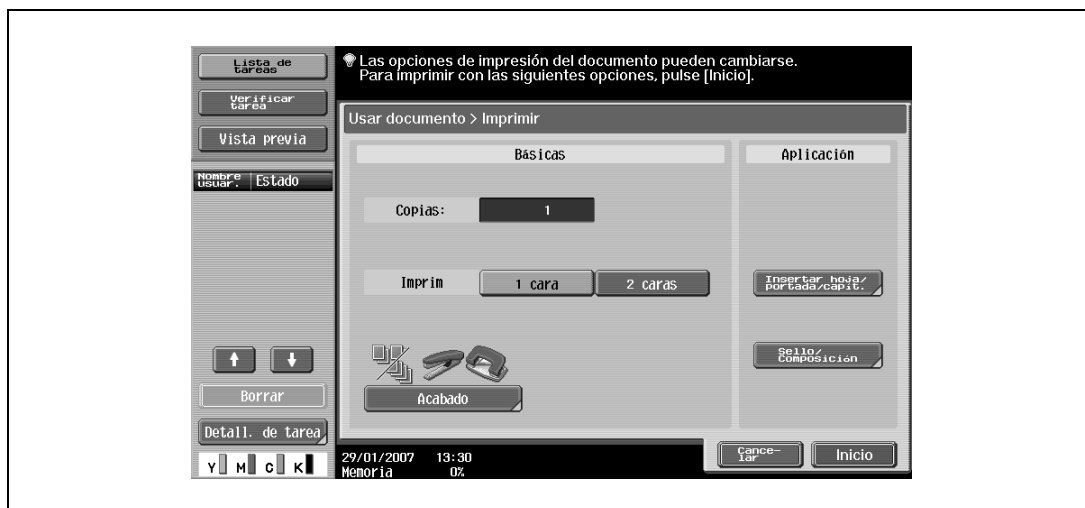 Lista de
tareas
Verificar
tarea
Vista previa
Nombre
usuar.
Estado
Borrar
Detall. de tarea
Y M C K
Las opciones de impresión del documento pueden cambiarse.
Para imprimir con las siguientes opciones, pulse [Inicio].
Usar documento > Imprimir
Básicas
Copias: 1
Imprim 1 cara 2 caras
Acabado
Aplicación
Insertar hoja/
portada/capit.
Sello/
Composición
29/01/2007 13:30
Memoria 0%
Cance-
lar
Inicio